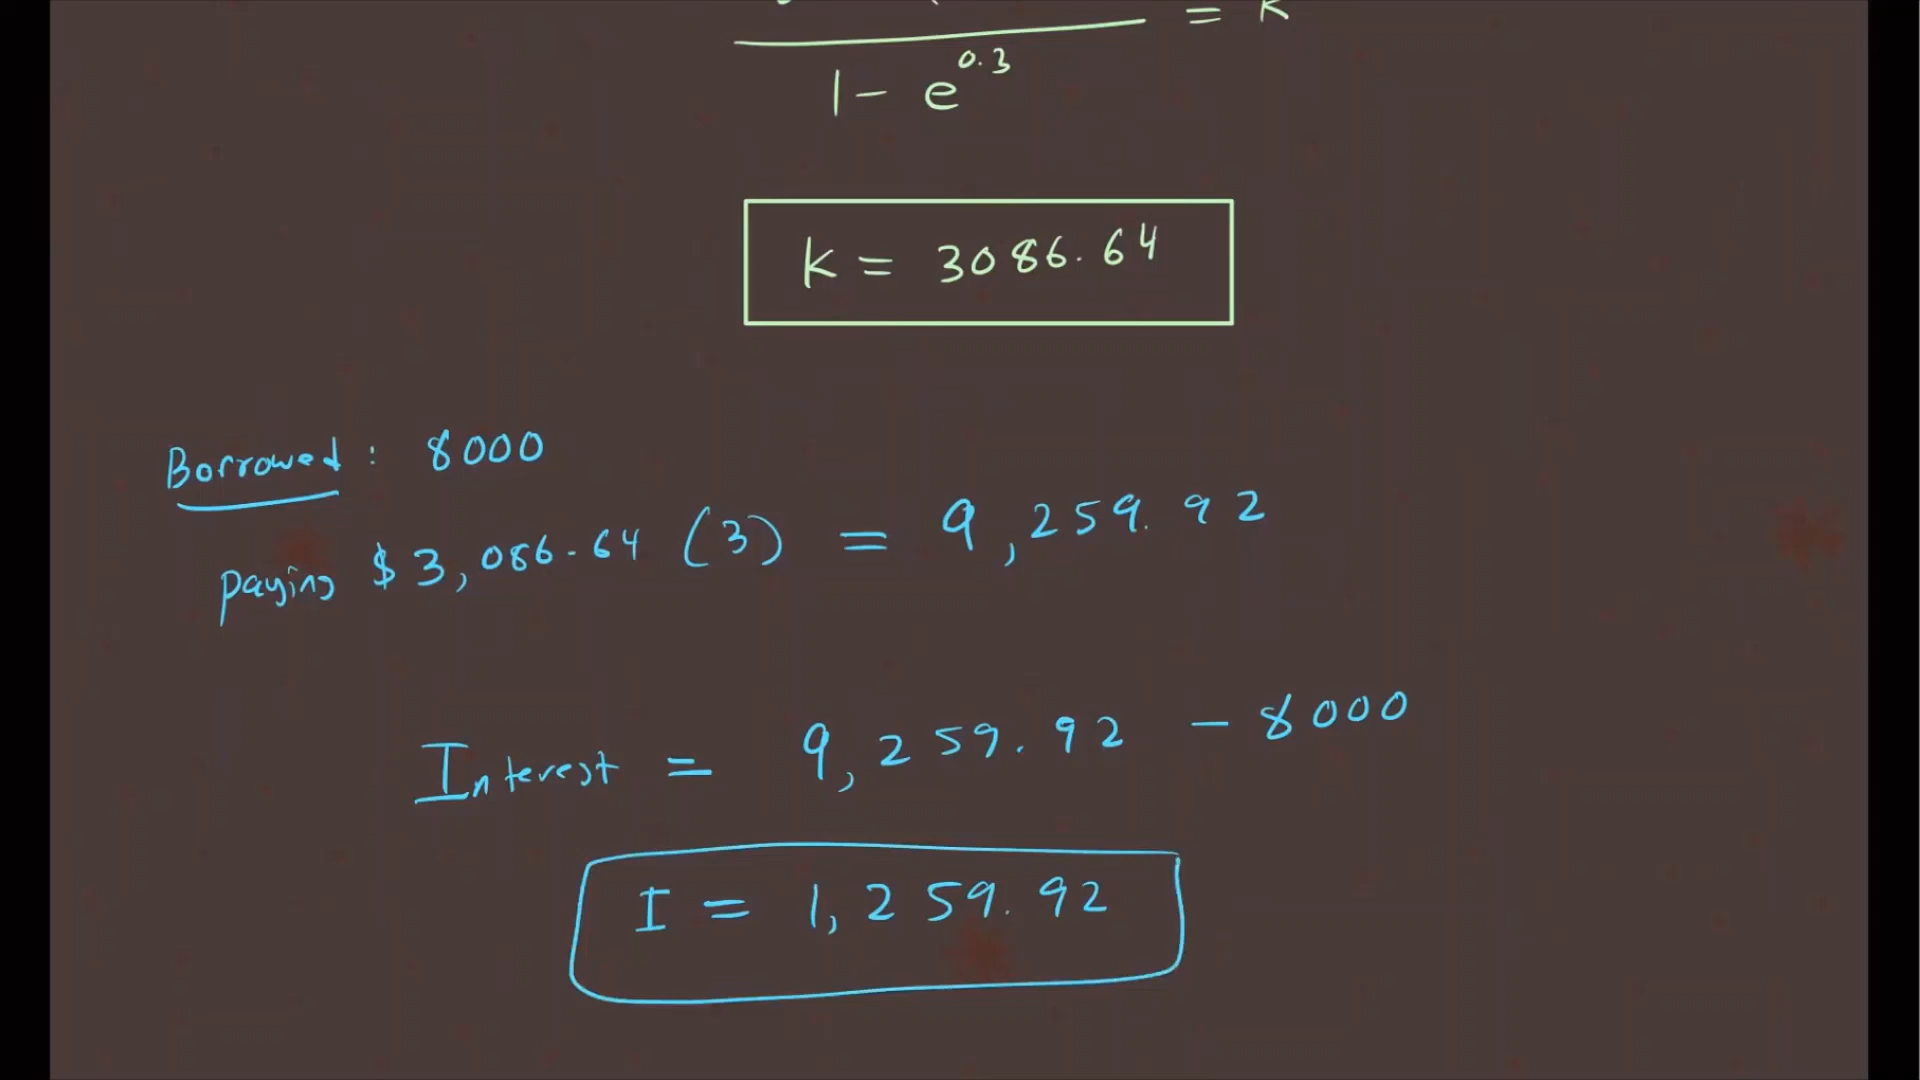 = K
1 - e^0.3
K = 3086.64
Borrowed : 8000
paying $3,086.64 (3) = 9,259.92
Interest = 9,259.92 - 8000
I = 1,259.92